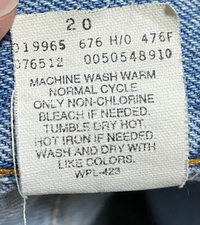 20
019965 676 H/0 476F
076512 0050548910
MACHINE WASH WARM
NORMAL CYCLE
ONLY NON-CHLORINE
BLEACH IF NEEDED.
TUMBLE DRY HOT.
HOT IRON IF NEEDED.
WASH AND DRY WITH
LIKE COLORS.
WPL-423